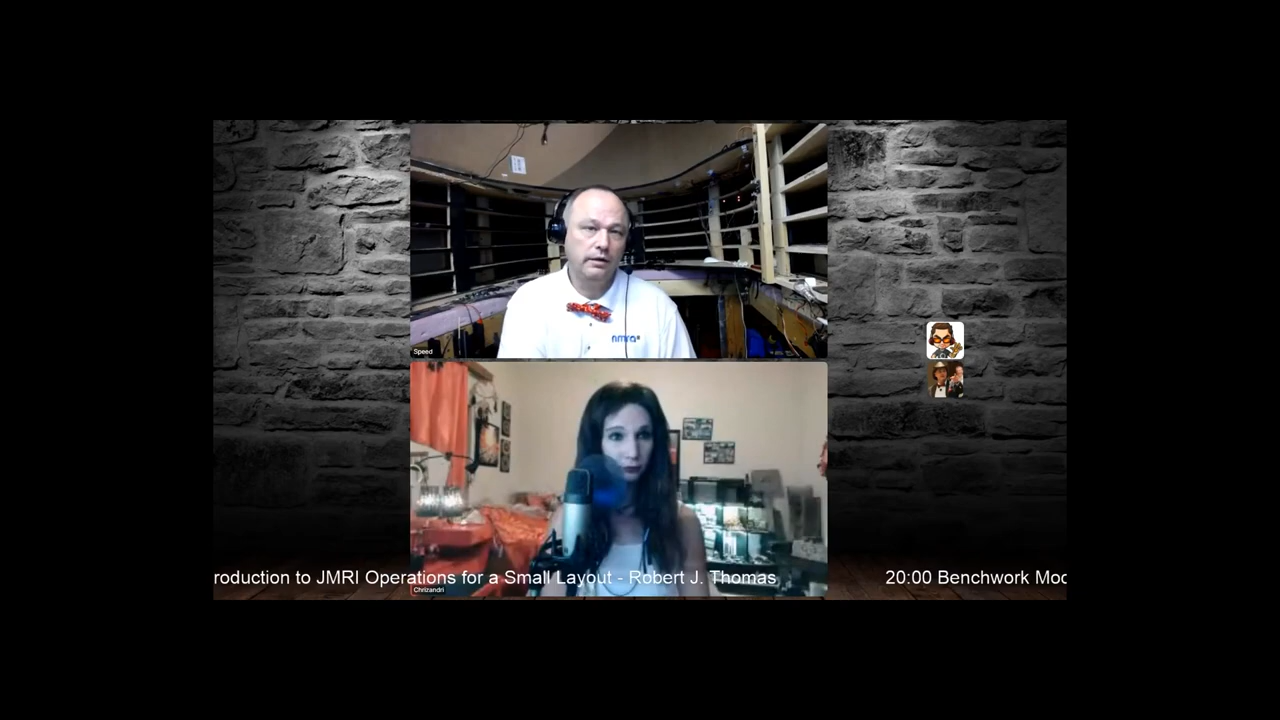 nmra
Speed
roduction to JMRI Operations for a Small Layout - Robert J. Thomas 20:00 Benchwork Moc
Chrizandri